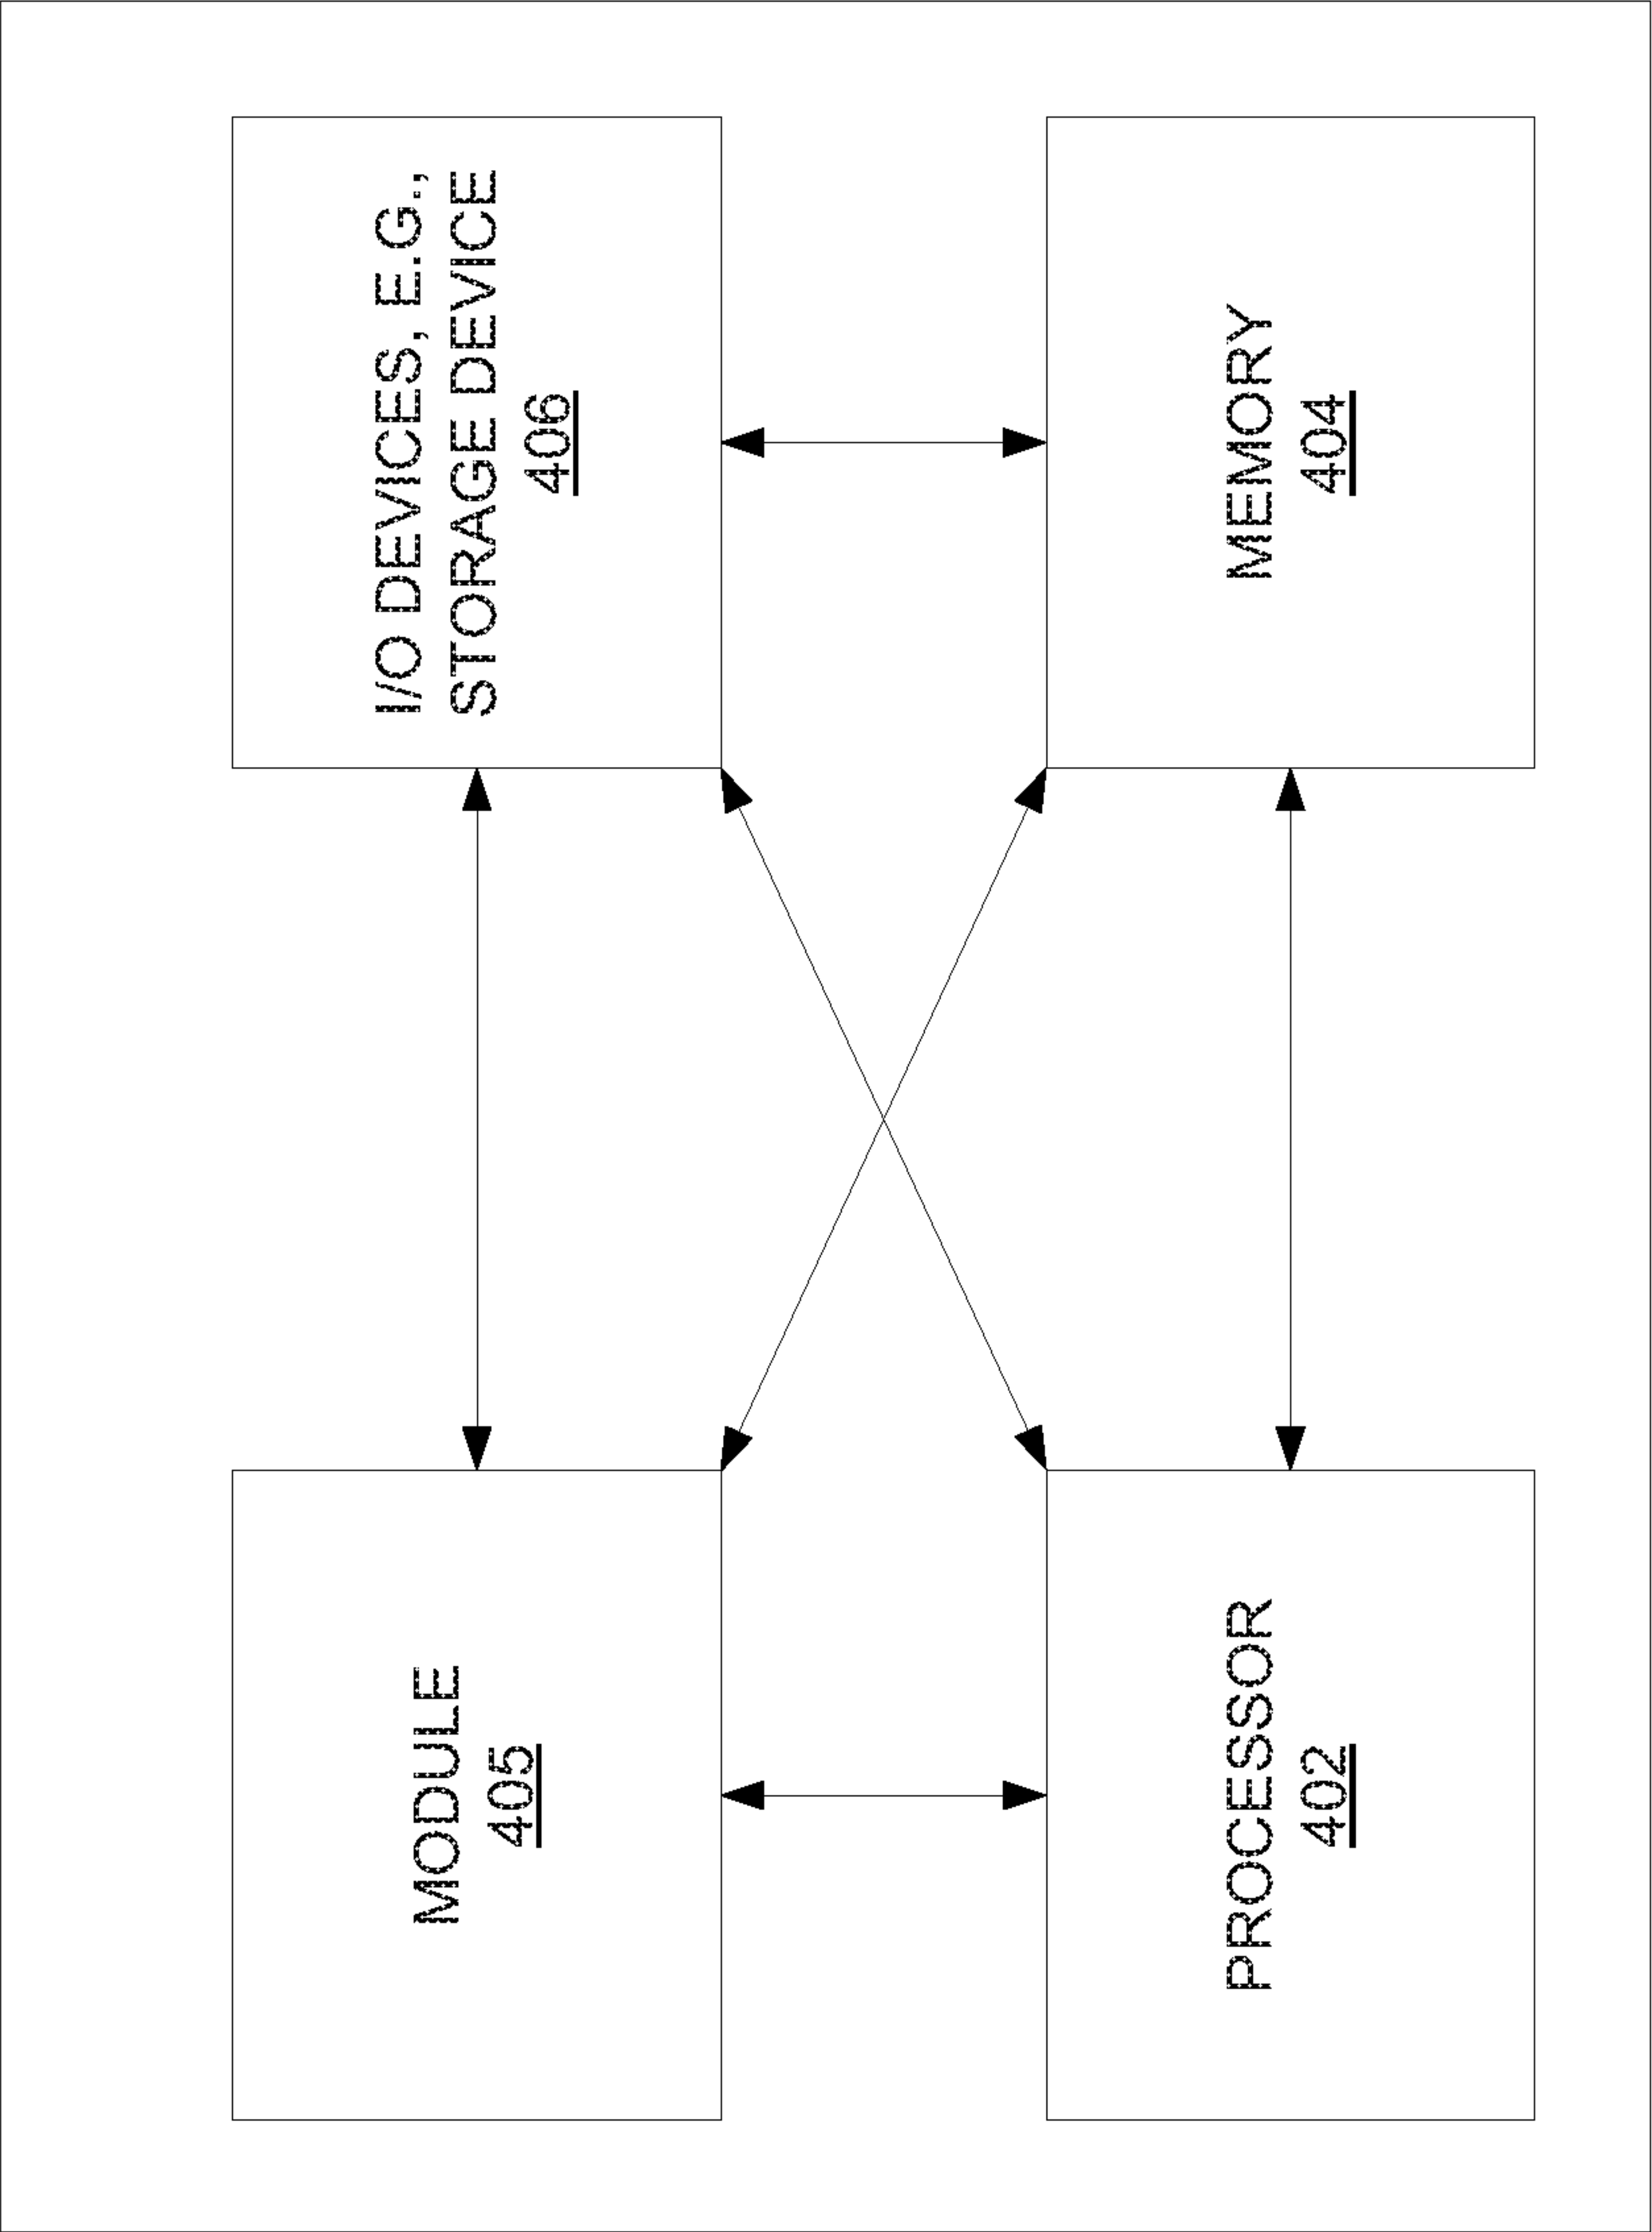 MODULE
405
I/O DEVICES, E.G.,
STORAGE DEVICE
406
PROCESSOR
402
MEMORY
404